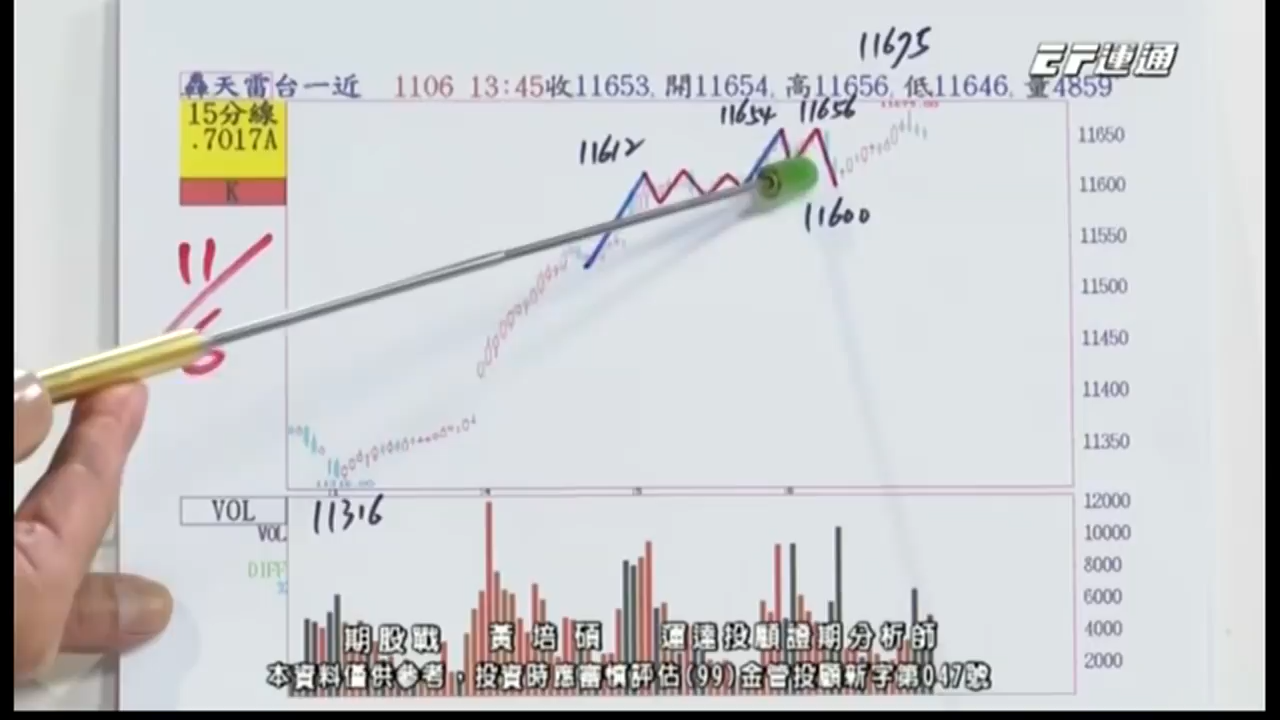 11675
運通
轟天雷台一近 1106 13:45收11653, 開11654, 高11656, 低11646, 量4859
15分線
.7017A
K
11654
11656
11612
11600
11
6
11650
11600
11550
11500
11450
11400
11350
11316
VOL
VOL
DIFF
12000
10000
8000
6000
4000
2000
期股戰 黃培碩 運達投顧證期分析師
本資料僅供參考，投資時應審慎評估(99)金管投顧新字第047號